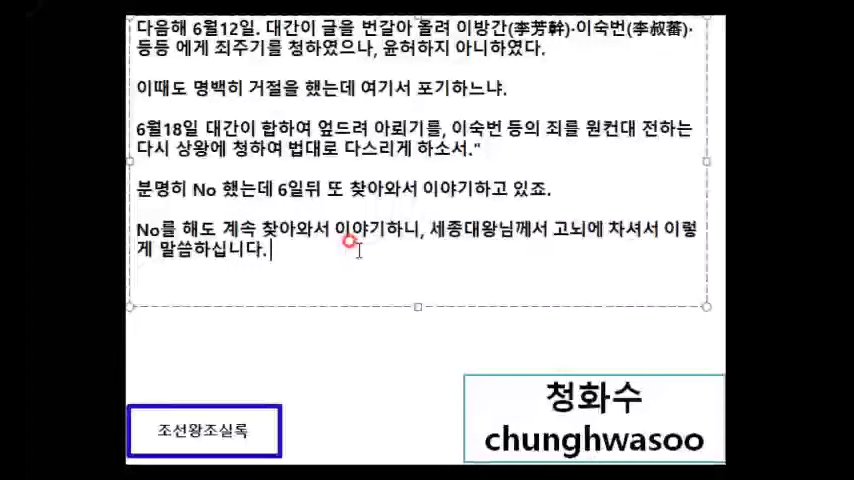 다음해 6월12일. 대간이 글을 번갈아 올려 이방간(李芳幹)·이숙번(李叔蕃)·
등등 에게 죄주기를 청하였으나, 윤허하지 아니하였다.
이때도 명백히 거절을 했는데 여기서 포기하느냐.
6월18일 대간이 합하여 엎드려 아뢰기를, 이숙번 등의 죄를 원컨대 전하는
다시 상왕에 청하여 법대로 다스리게 하소서.“
분명히 No 했는데 6일뒤 또 찾아와서 이야기하고 있죠.
No를 해도 계속 찾아와서 이야기하니, 세종대왕님께서 고뇌에 차셔서 이렇
게 말씀하십니다.
조선왕조실록
청화수
chunghwasoo